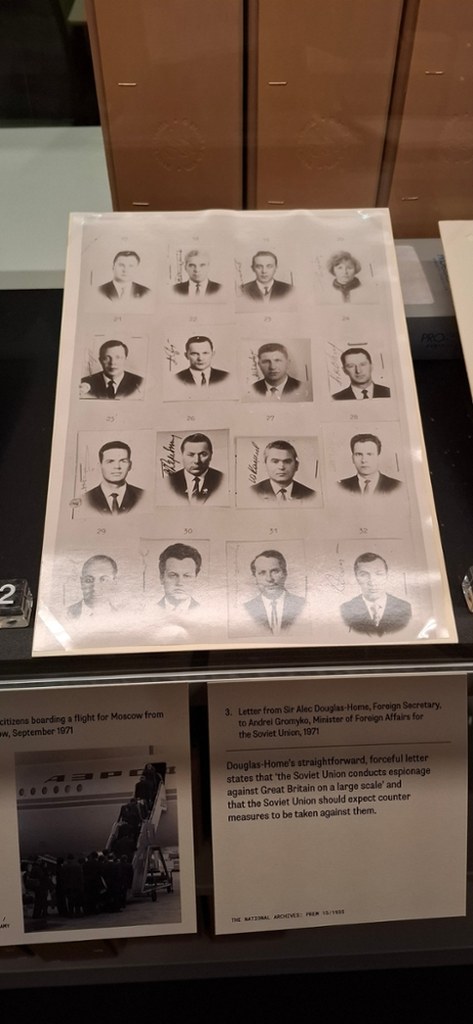 21
22
23
24
25
26
27
28
29
30
31
32
PRO
2
citizens boarding a flight for Moscow from
ow, September 1971
АЭРО
3. Letter from Sir Alec Douglas-Home, Foreign Secretary,
to Andrei Gromyko, Minister of Foreign Affairs for
the Soviet Union, 1971
Douglas-Home's straightforward, forceful letter
states that 'the Soviet Union conducts espionage
against Great Britain on a large scale' and
that the Soviet Union should expect counter
measures to be taken against them.
THE NATIONAL ARCHIVES: PREM